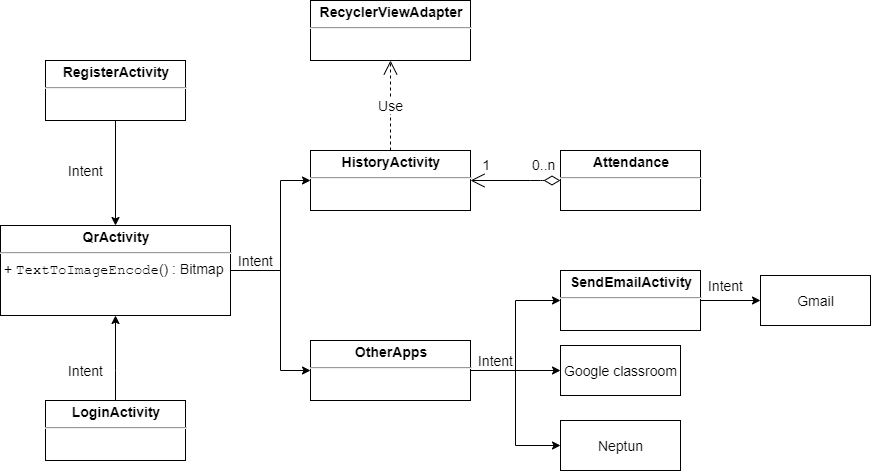 RecyclerViewAdapter
RegisterActivity
Use
Intent
HistoryActivity
1
0..n
Attendance
QrActivity
+ TextToImageEncode() : Bitmap
Intent
SendEmailActivity
Intent
Gmail
OtherApps
Intent
Google classroom
Intent
LoginActivity
Neptun